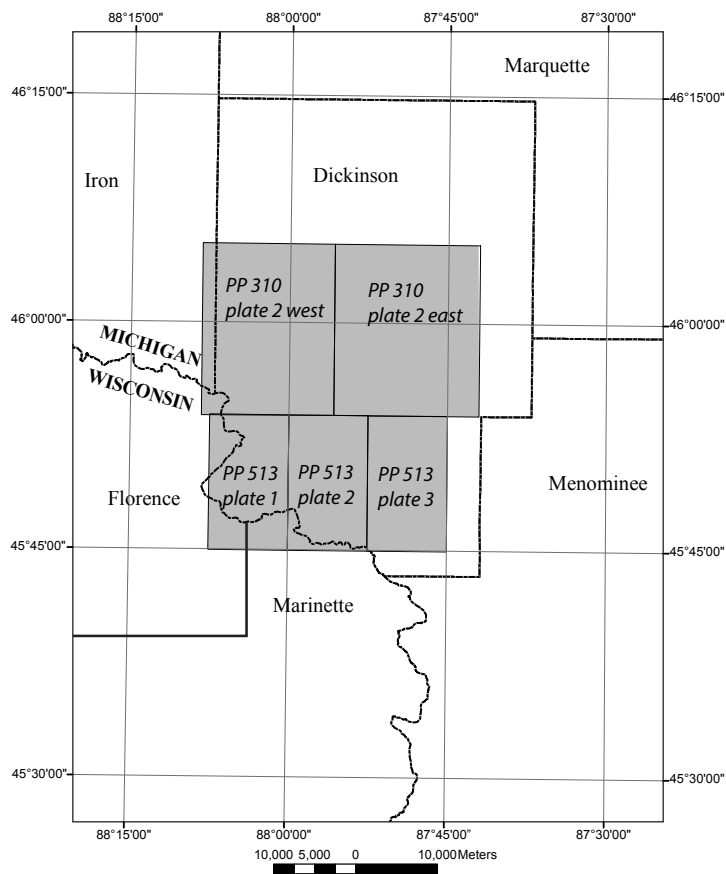 88°15'00" 88°00'00" 87°45'00" 87°30'00"
Marquette
46°15'00" 46°15'00"
Iron Dickinson
PP 310
plate 2 west
PP 310
plate 2 east
46°00'00" 46°00'00"
MICHIGAN
WISCONSIN
PP 513
plate 1
PP 513
plate 2
PP 513
plate 3
Florence
Menominee
45°45'00" 45°45'00"
Marinette
45°30'00" 45°30'00"
88°15'00" 88°00'00" 87°45'00" 87°30'00"
10,000 5,000 0 10,000 Meters